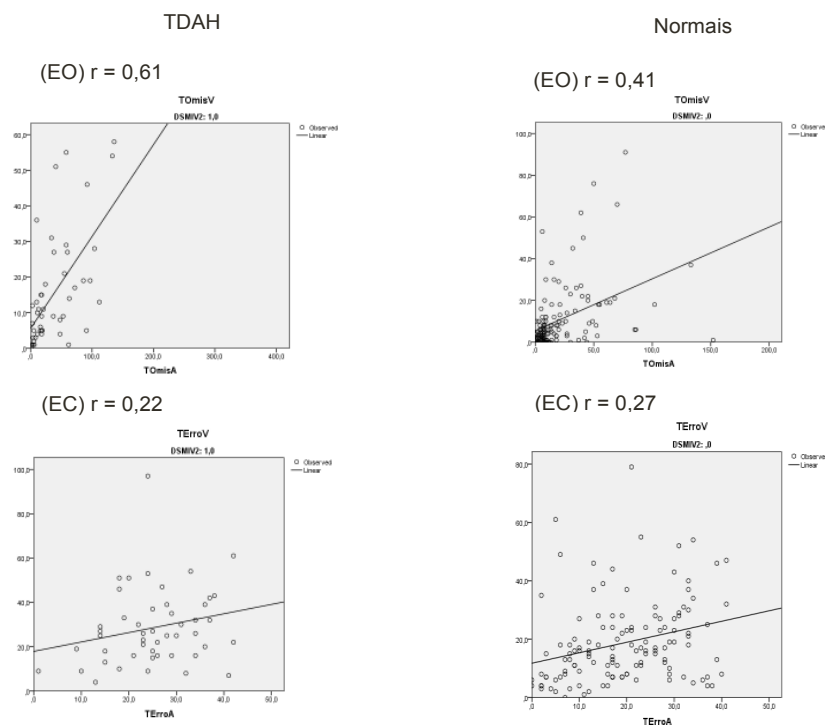 TDAH
Normais
(EO) r = 0,61
(EO) r = 0,41
TOmisV
DSMIV2: 1,0
Observed
Linear
60,0
50,0
40,0
30,0
20,0
10,0
,0
,0 100,0 200,0 300,0 400,0
TOmisA
TOmisV
DSMIV2: ,0
Observed
Linear
100,0
80,0
60,0
40,0
20,0
,0
,0 50,0 100,0 150,0 200,0
TOmisA
(EC) r = 0,22
(EC) r = 0,27
TErroV
DSMIV2: 1,0
Observed
Linear
100,0
80,0
60,0
40,0
20,0
,0
,0 10,0 20,0 30,0 40,0 50,0
TErroA
TErroV
DSMIV2: ,0
Observed
Linear
80,0
60,0
40,0
20,0
,0
,0 10,0 20,0 30,0 40,0 50,0
TErroA